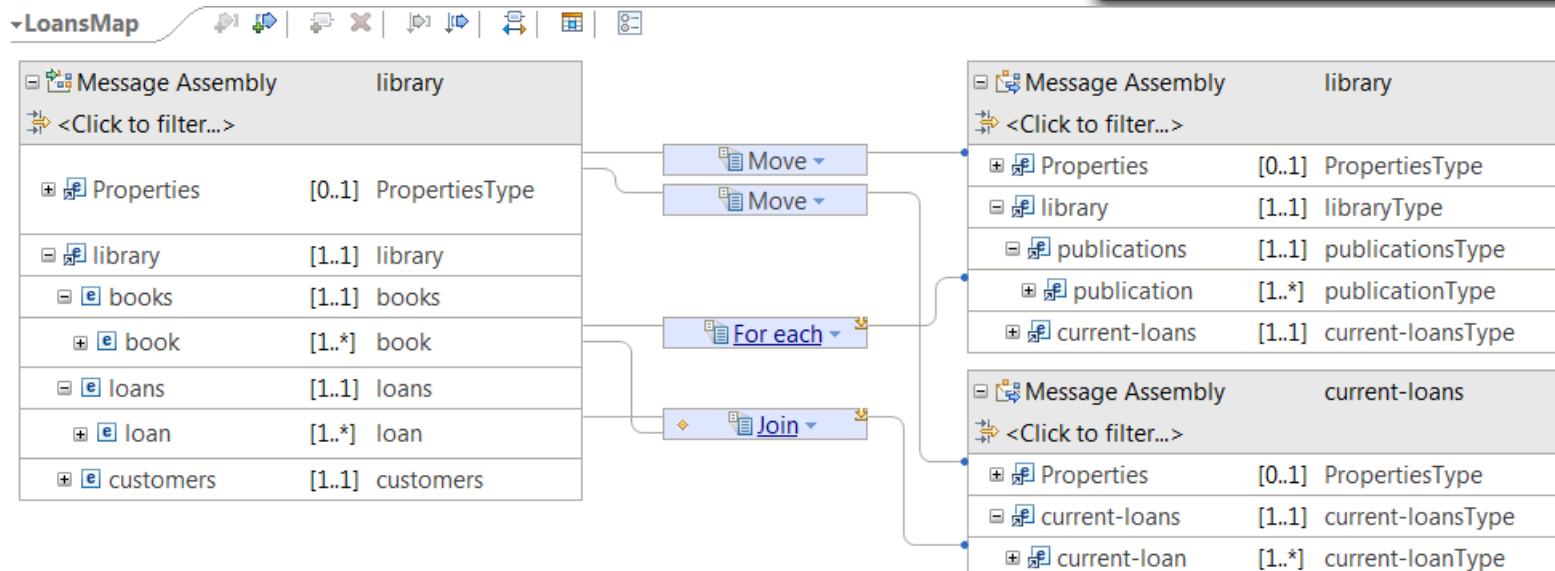 LoansMap
Message Assembly library
<Click to filter...>
Properties [0..1] PropertiesType
library [1..1] library
books [1..1] books
book [1..*] book
loans [1..1] loans
loan [1..*] loan
customers [1..1] customers
Move
Move
For each
Join
Message Assembly library
<Click to filter...>
Properties [0..1] PropertiesType
library [1..1] libraryType
publications [1..1] publicationsType
publication [1..*] publicationType
current-loans [1..1] current-loansType
Message Assembly current-loans
<Click to filter...>
Properties [0..1] PropertiesType
current-loans [1..1] current-loansType
current-loan [1..*] current-loanType